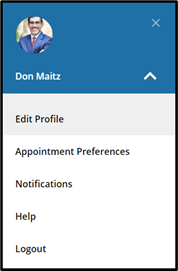 Don Maitz
Edit Profile
Appointment Preferences
Notifications
Help
Logout